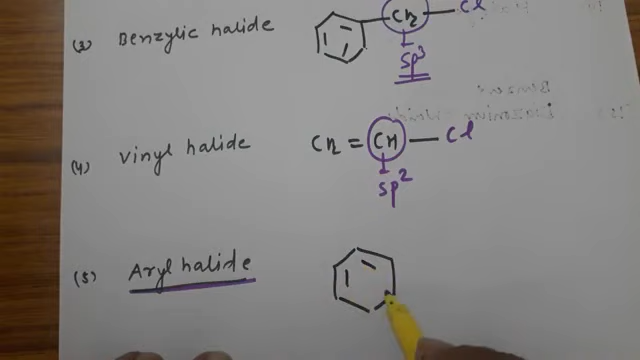 (3) Benzylic halide CH2 — Cl
sp3
(4) Vinyl halide CH2 = CH — Cl
sp2
(5) Aryl halide